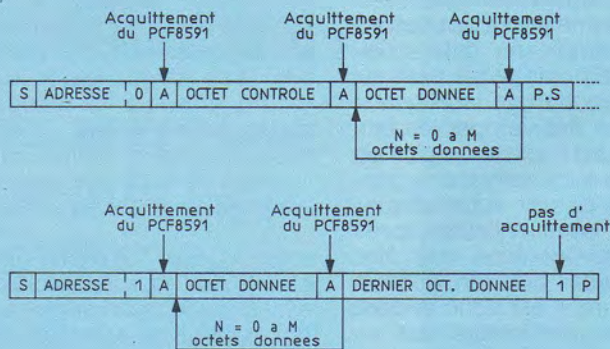 Acquittement Acquittement Acquittement
du PCF8591 du PCF8591 du PCF8591
S ADRESSE 0 A OCTET CONTROLE A OCTET DONNEE A P.S
N = 0 a M
octets donnees
Acquittement Acquittement pas d'
du PCF8591 du PCF8591 acquittement
S ADRESSE 1 A OCTET DONNEE A DERNIER OCT. DONNEE 1 P
N = 0 a M
octets donnees